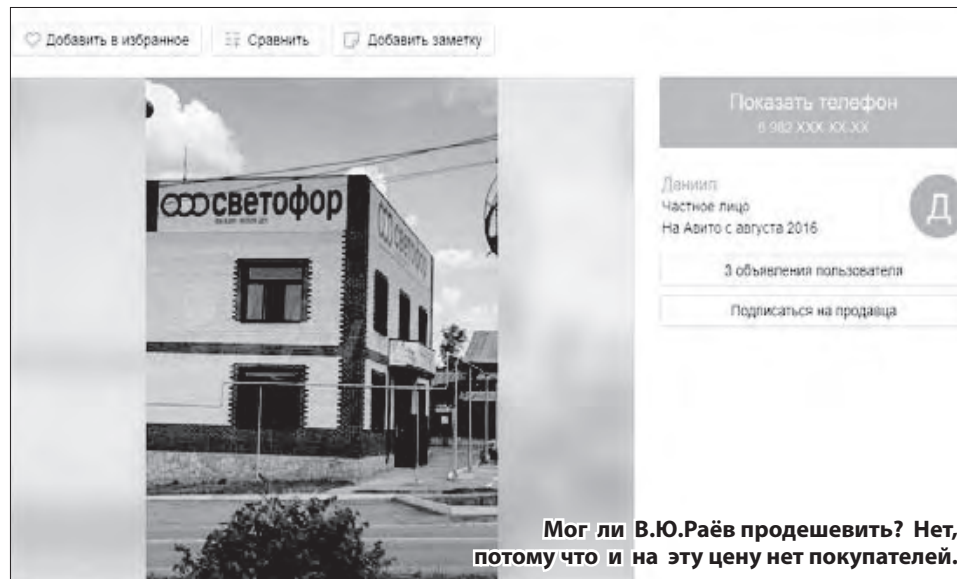 Добавить в избранное Сравнить Добавить заметку
Показать телефон
8 982 XXX-XX-XX
Даниил
Частное лицо
На Авито с августа 2016
Д
3 объявления пользователя
Подписаться на продавца
светофор
светофор
Мог ли В.Ю.Раёв продешевить? Нет,
потому что и на эту цену нет покупателей.